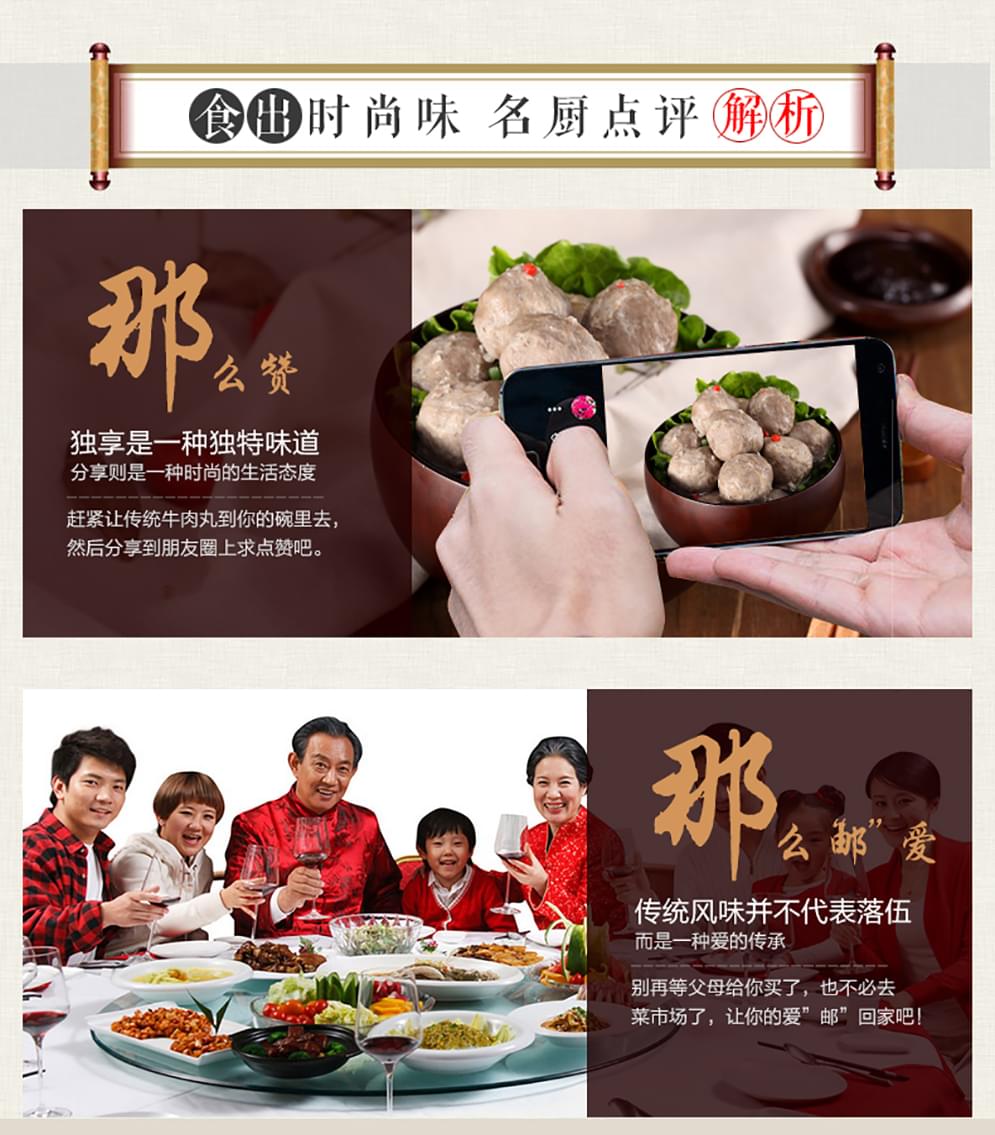 食出时尚味 名厨点评解析
那么赞
独享是一种独特味道
分享则是一种时尚的生活态度
赶紧让传统牛肉丸到你的碗里去，
然后分享到朋友圈上求点赞吧。
那么“邮”爱
传统风味并不代表落伍
而是一种爱的传承
别再等父母给你买了，也不必去
菜市场了，让你的爱”邮”回家吧！